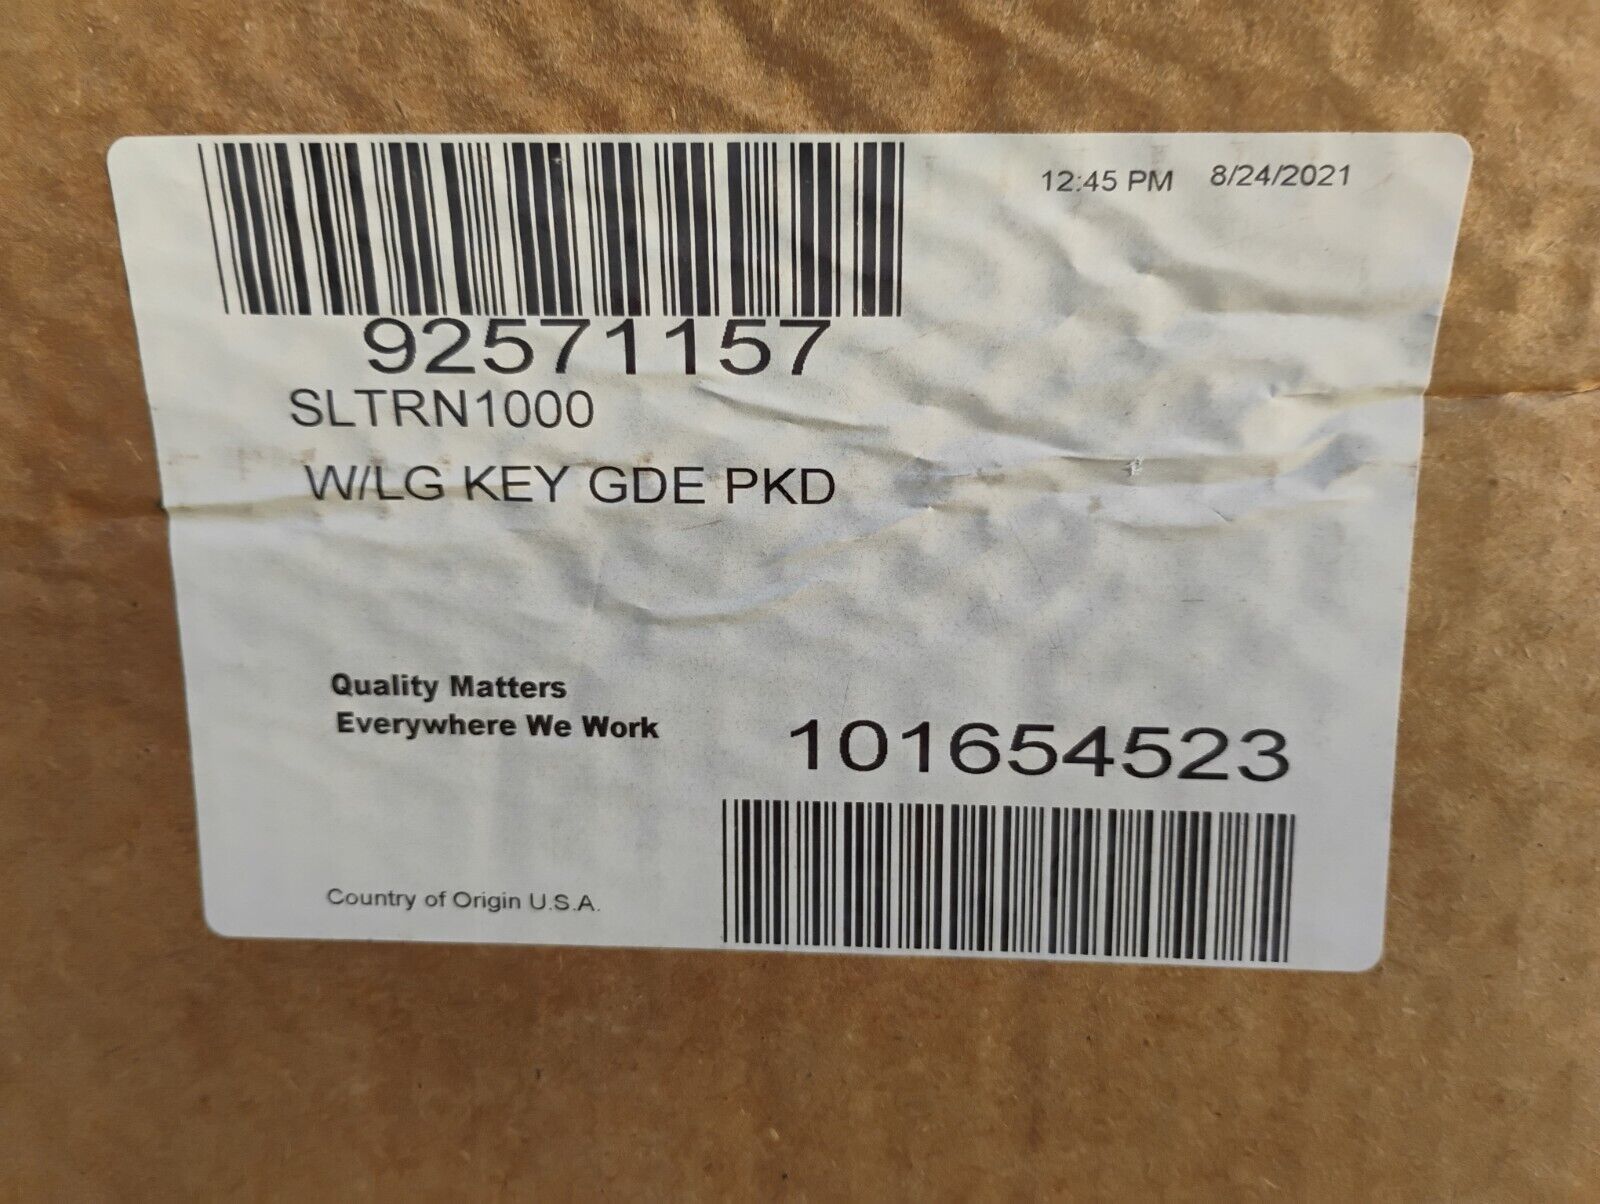 12:45 PM 8/24/2021
92571157
SLTRN1000
W/LG KEY GDE PKD
Quality Matters
Everywhere We Work
101654523
Country of Origin U.S.A.